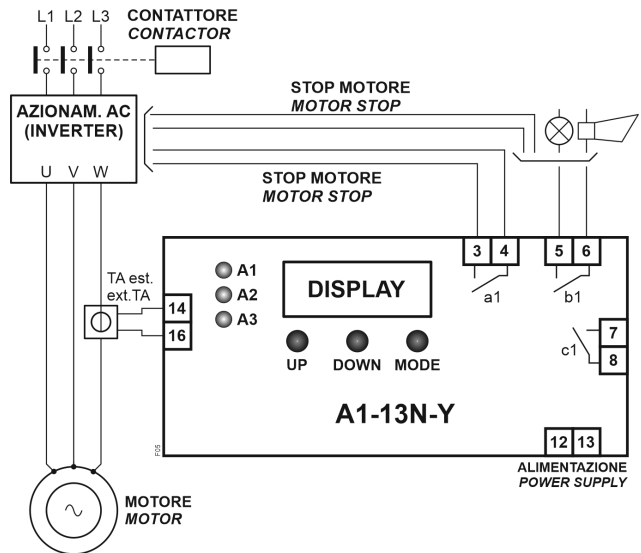 L1 L2 L3
CONTATTORE
CONTACTOR
STOP MOTORE
MOTOR STOP
AZIONAM. AC
(INVERTER)
U V W
STOP MOTORE
MOTOR STOP
3 4 5 6
a1 b1
TA est.
ext.TA
14
16
A1
A2
A3
DISPLAY
UP DOWN MODE
c1
7
8
A1-13N-Y
F05
12 13
ALIMENTAZIONE
POWER SUPPLY
MOTORE
MOTOR